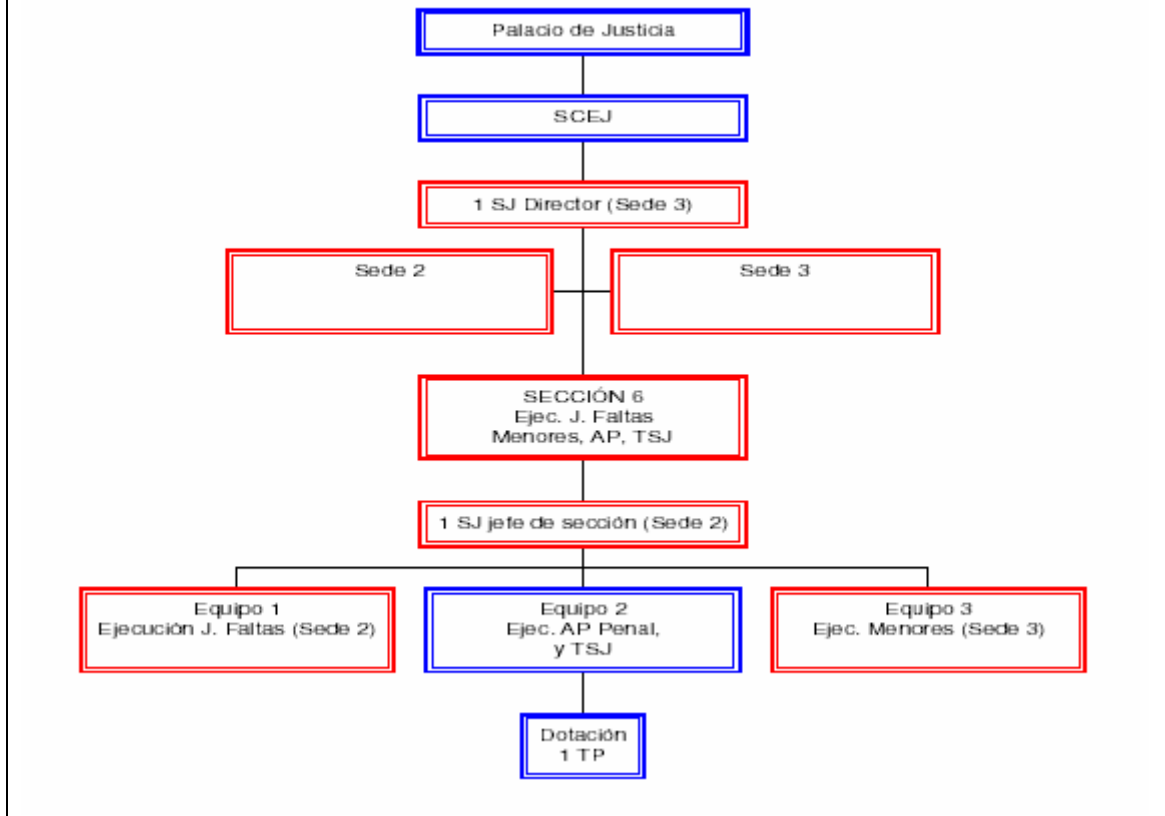 Palacio de Justicia
SCEJ
1 SJ Director (Sede 3)
Sede 2
Sede 3
SECCIÓN 6
Ejec. J. Faltas
Menores, AP, TSJ
1 SJ jefe de sección (Sede 2)
Equipo 1
Ejecución J. Faltas (Sede 2)
Equipo 2
Ejec. AP Penal,
y TSJ
Equipo 3
Ejec. Menores (Sede 3)
Dotación
1 TP